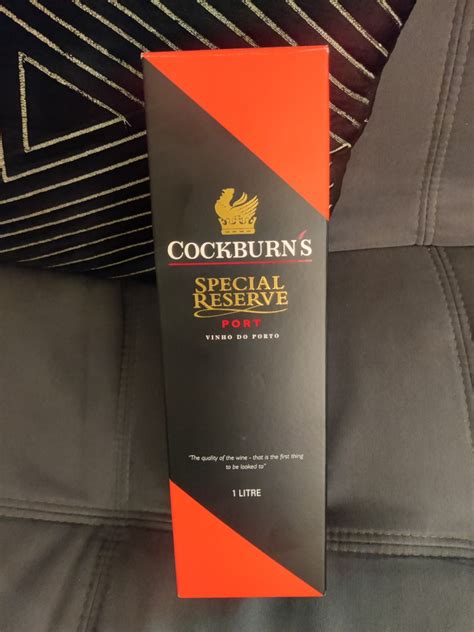 COCKBURN'S
SPECIAL
RESERVE
PORT
VINHO DO PORTO
"The quality of the wine - that is the first thing
to be looked to"
1 LITRE